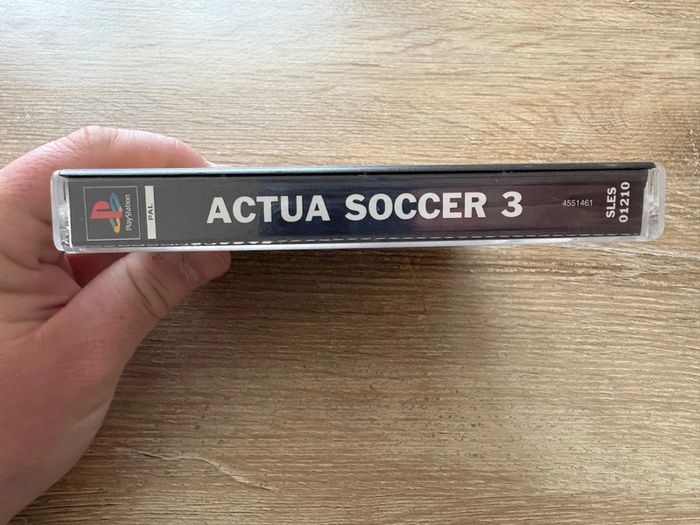 PlayStation
PAL
ACTUA SOCCER 3
4551461
SLES
01210